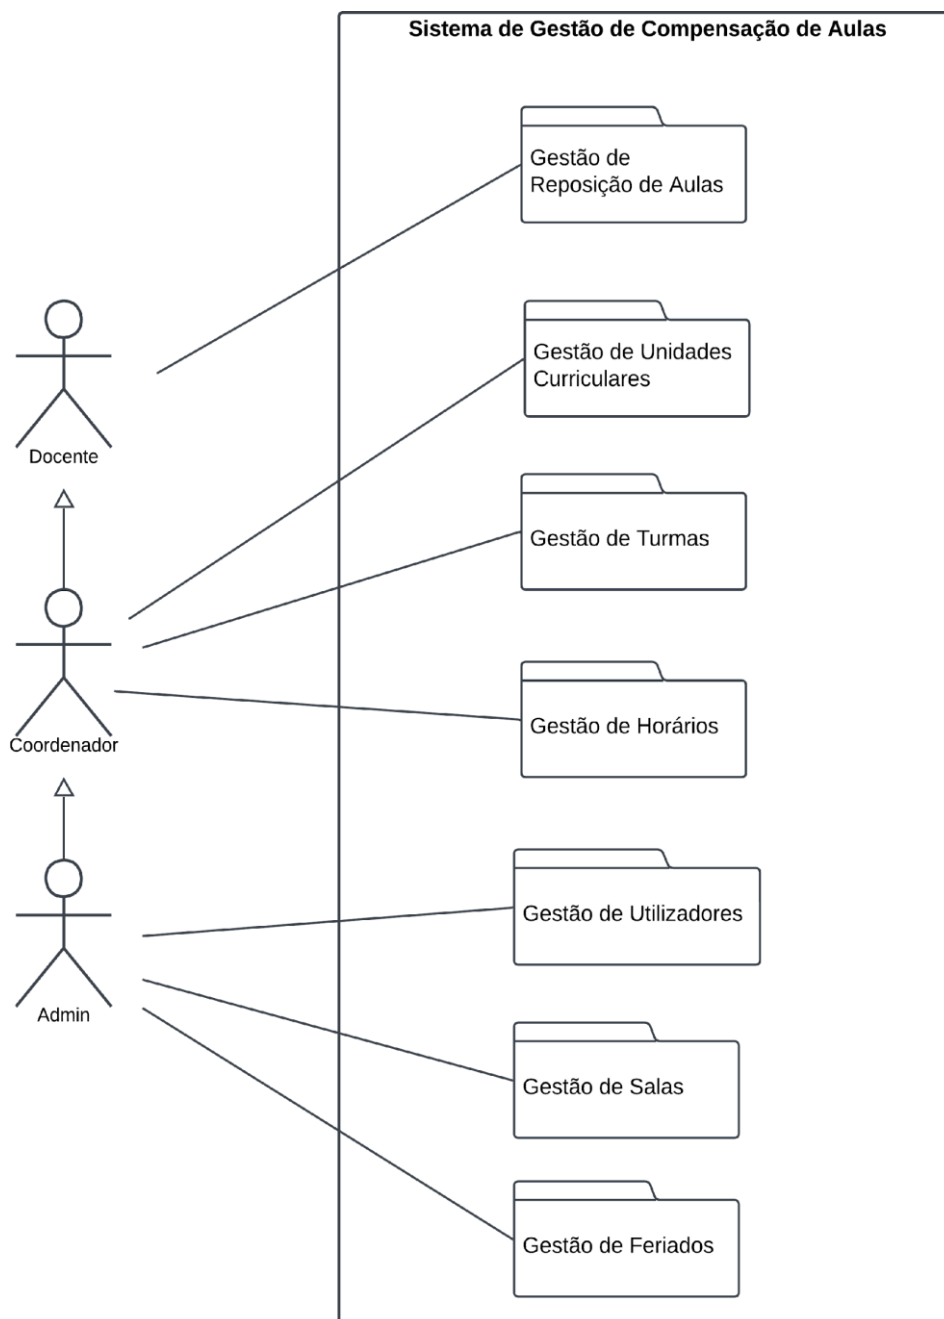 Sistema de Gestão de Compensação de Aulas
Gestão de
Reposição de Aulas
Gestão de Unidades
Curriculares
Docente
Gestão de Turmas
Gestão de Horários
Coordenador
Gestão de Utilizadores
Admin
Gestão de Salas
Gestão de Feriados